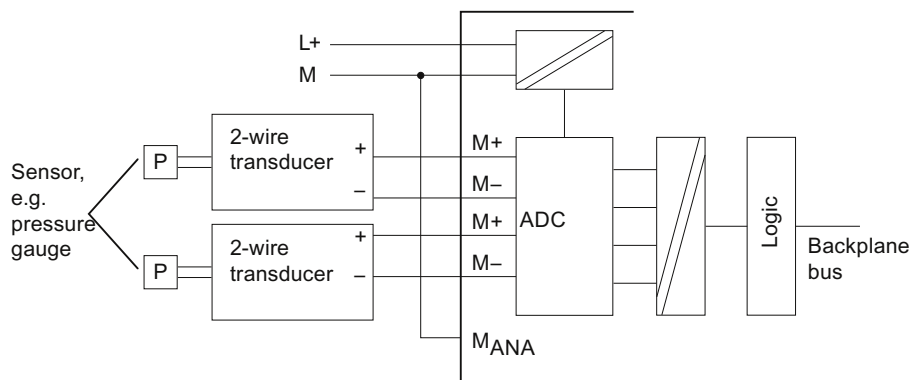 L+
M
2-wire
transducer
+
–
P
Sensor,
e.g.
pressure
gauge
2-wire
transducer
+
–
P
M+
M–
M+
M–
ADC
Logic
Backplane
bus
MANA